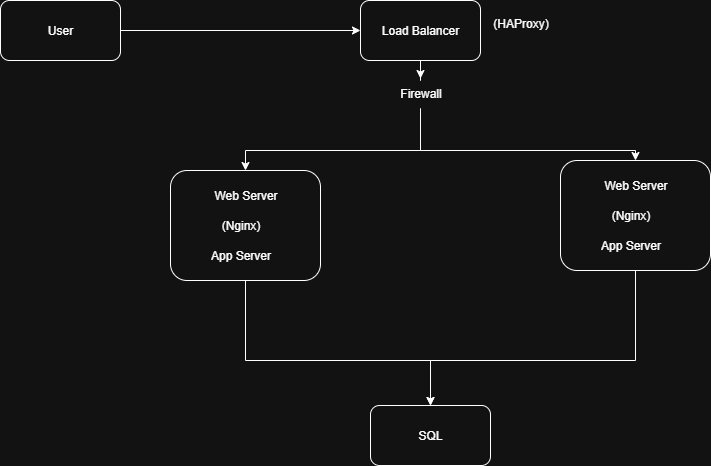 User
Load Balancer
(HAProxy)
Firewall
Web Server
(Nginx)
App Server
Web Server
(Nginx)
App Server
SQL